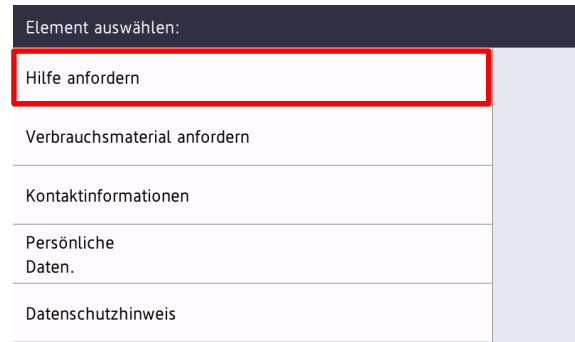 Element auswählen:
Hilfe anfordern
Verbrauchsmaterial anfordern
Kontaktinformationen
Persönliche
Daten.
Datenschutzhinweis